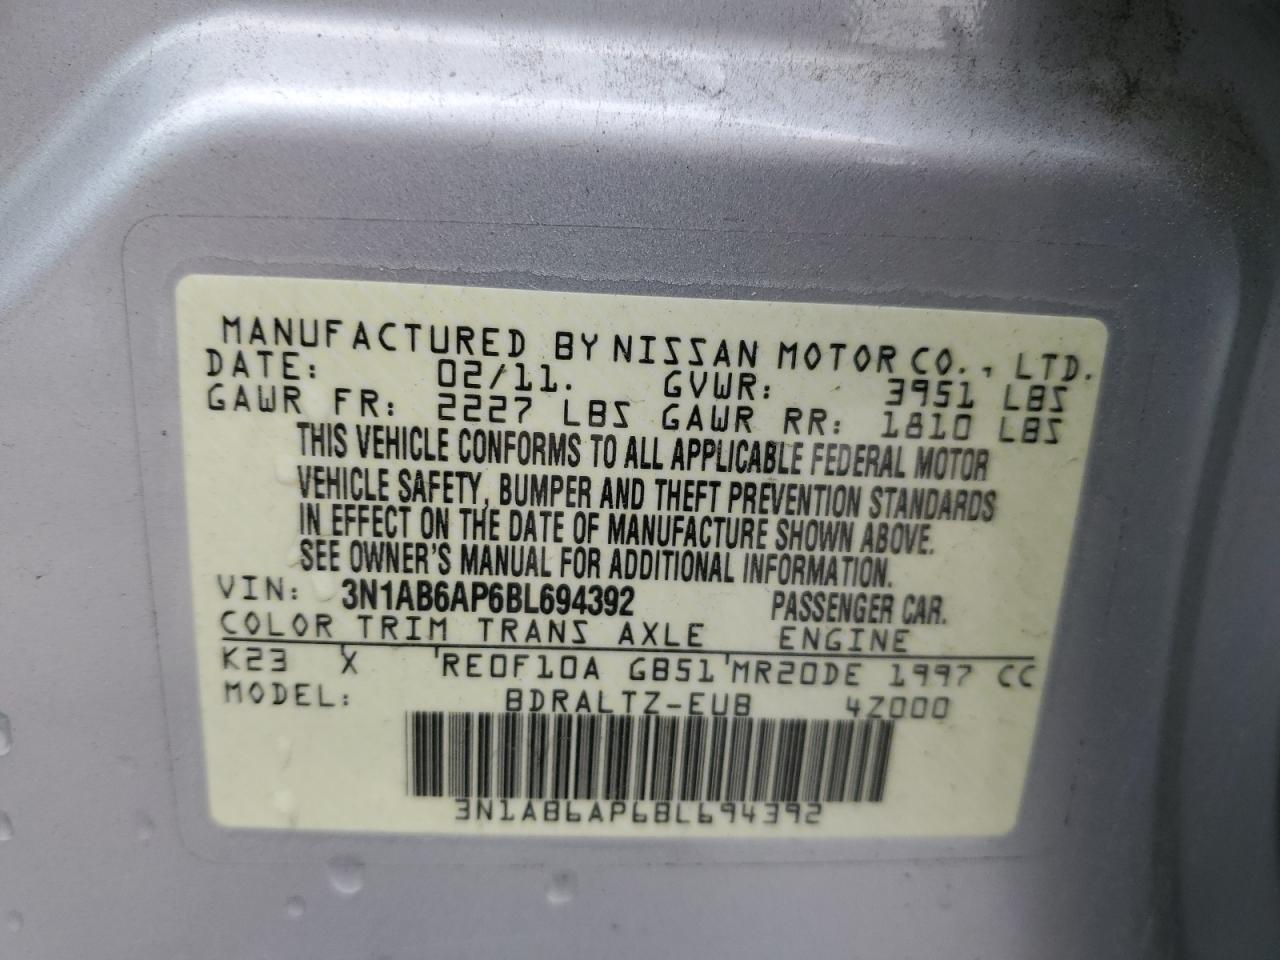 MANUFACTURED BY NISSAN MOTOR CO., LTD.
DATE: 02/11. GVWR: 3951 LBS
GAWR FR: 2227 LBS GAWR RR: 1810 LBS
THIS VEHICLE CONFORMS TO ALL APPLICABLE FEDERAL MOTOR
VEHICLE SAFETY, BUMPER AND THEFT PREVENTION STANDARDS
IN EFFECT ON THE DATE OF MANUFACTURE SHOWN ABOVE.
SEE OWNER'S MANUAL FOR ADDITIONAL INFORMATION.
VIN: 3N1AB6AP6BL694392 PASSENGER CAR.
COLOR TRIM TRANS AXLE ENGINE
K23 X RE0F10A GB51 MR20DE 1997 CC
MODEL: BDRALTZ-EUB 4Z000
3N1AB6AP6BL694392